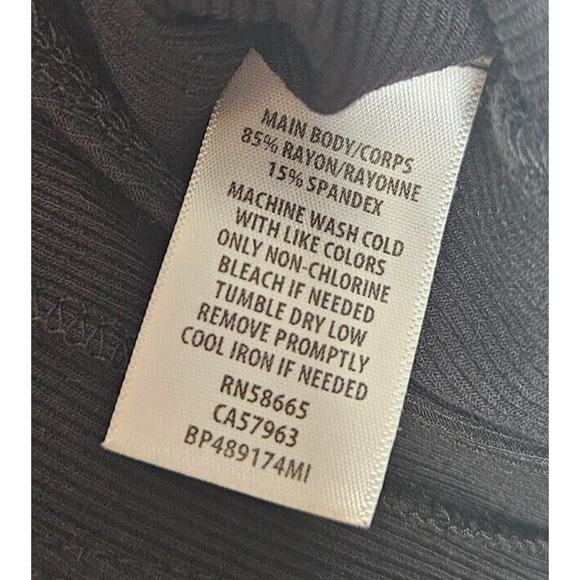 MAIN BODY/CORPS
85% RAYON/RAYONNE
15% SPANDEX
MACHINE WASH COLD
WITH LIKE COLORS
ONLY NON-CHLORINE
BLEACH IF NEEDED
TUMBLE DRY LOW
REMOVE PROMPTLY
COOL IRON IF NEEDED
RN58665
CA57963
BP489174MI